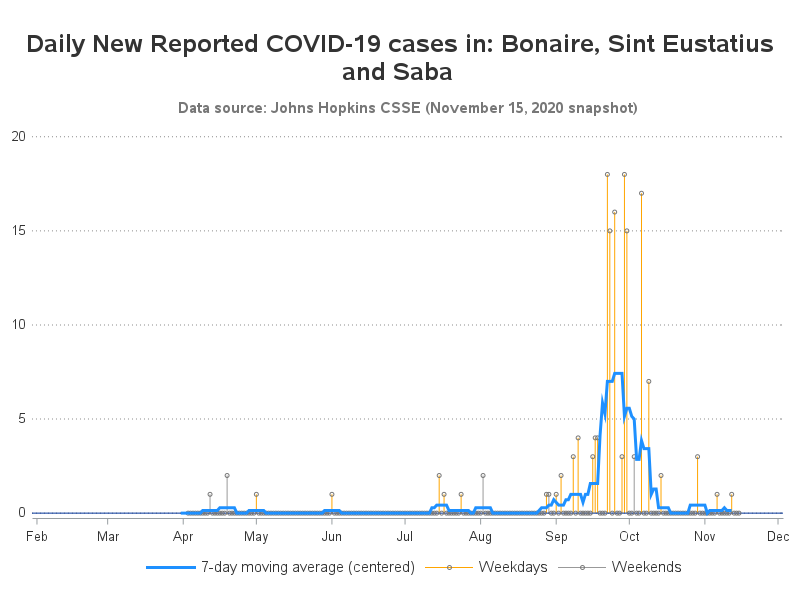 Daily New Reported COVID-19 cases in: Bonaire, Sint Eustatius
and Saba
Data source: Johns Hopkins CSSE (November 15, 2020 snapshot)
20
15
10
5
0
Feb Mar Apr May Jun Jul Aug Sep Oct Nov Dec
7-day moving average (centered) Weekdays Weekends